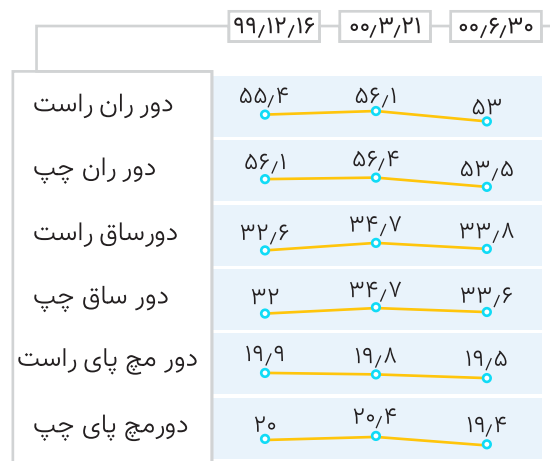 ۹۹٫۱۲٫۱۶ ۰۰٫۳٫۲۱ ۰۰٫۶٫۳۰
دور ران راست ۵۵٫۴ ۵۶٫۱ ۵۳
دور ران چپ ۵۶٫۱ ۵۶٫۴ ۵۳٫۵
دورساق راست ۳۲٫۶ ۳۴٫۷ ۳۳٫۸
دور ساق چپ ۳۲ ۳۴٫۷ ۳۳٫۶
دور مچ پای راست ۱۹٫۹ ۱۹٫۸ ۱۹٫۵
دورمچ پای چپ ۲۰ ۲۰٫۴ ۱۹٫۴